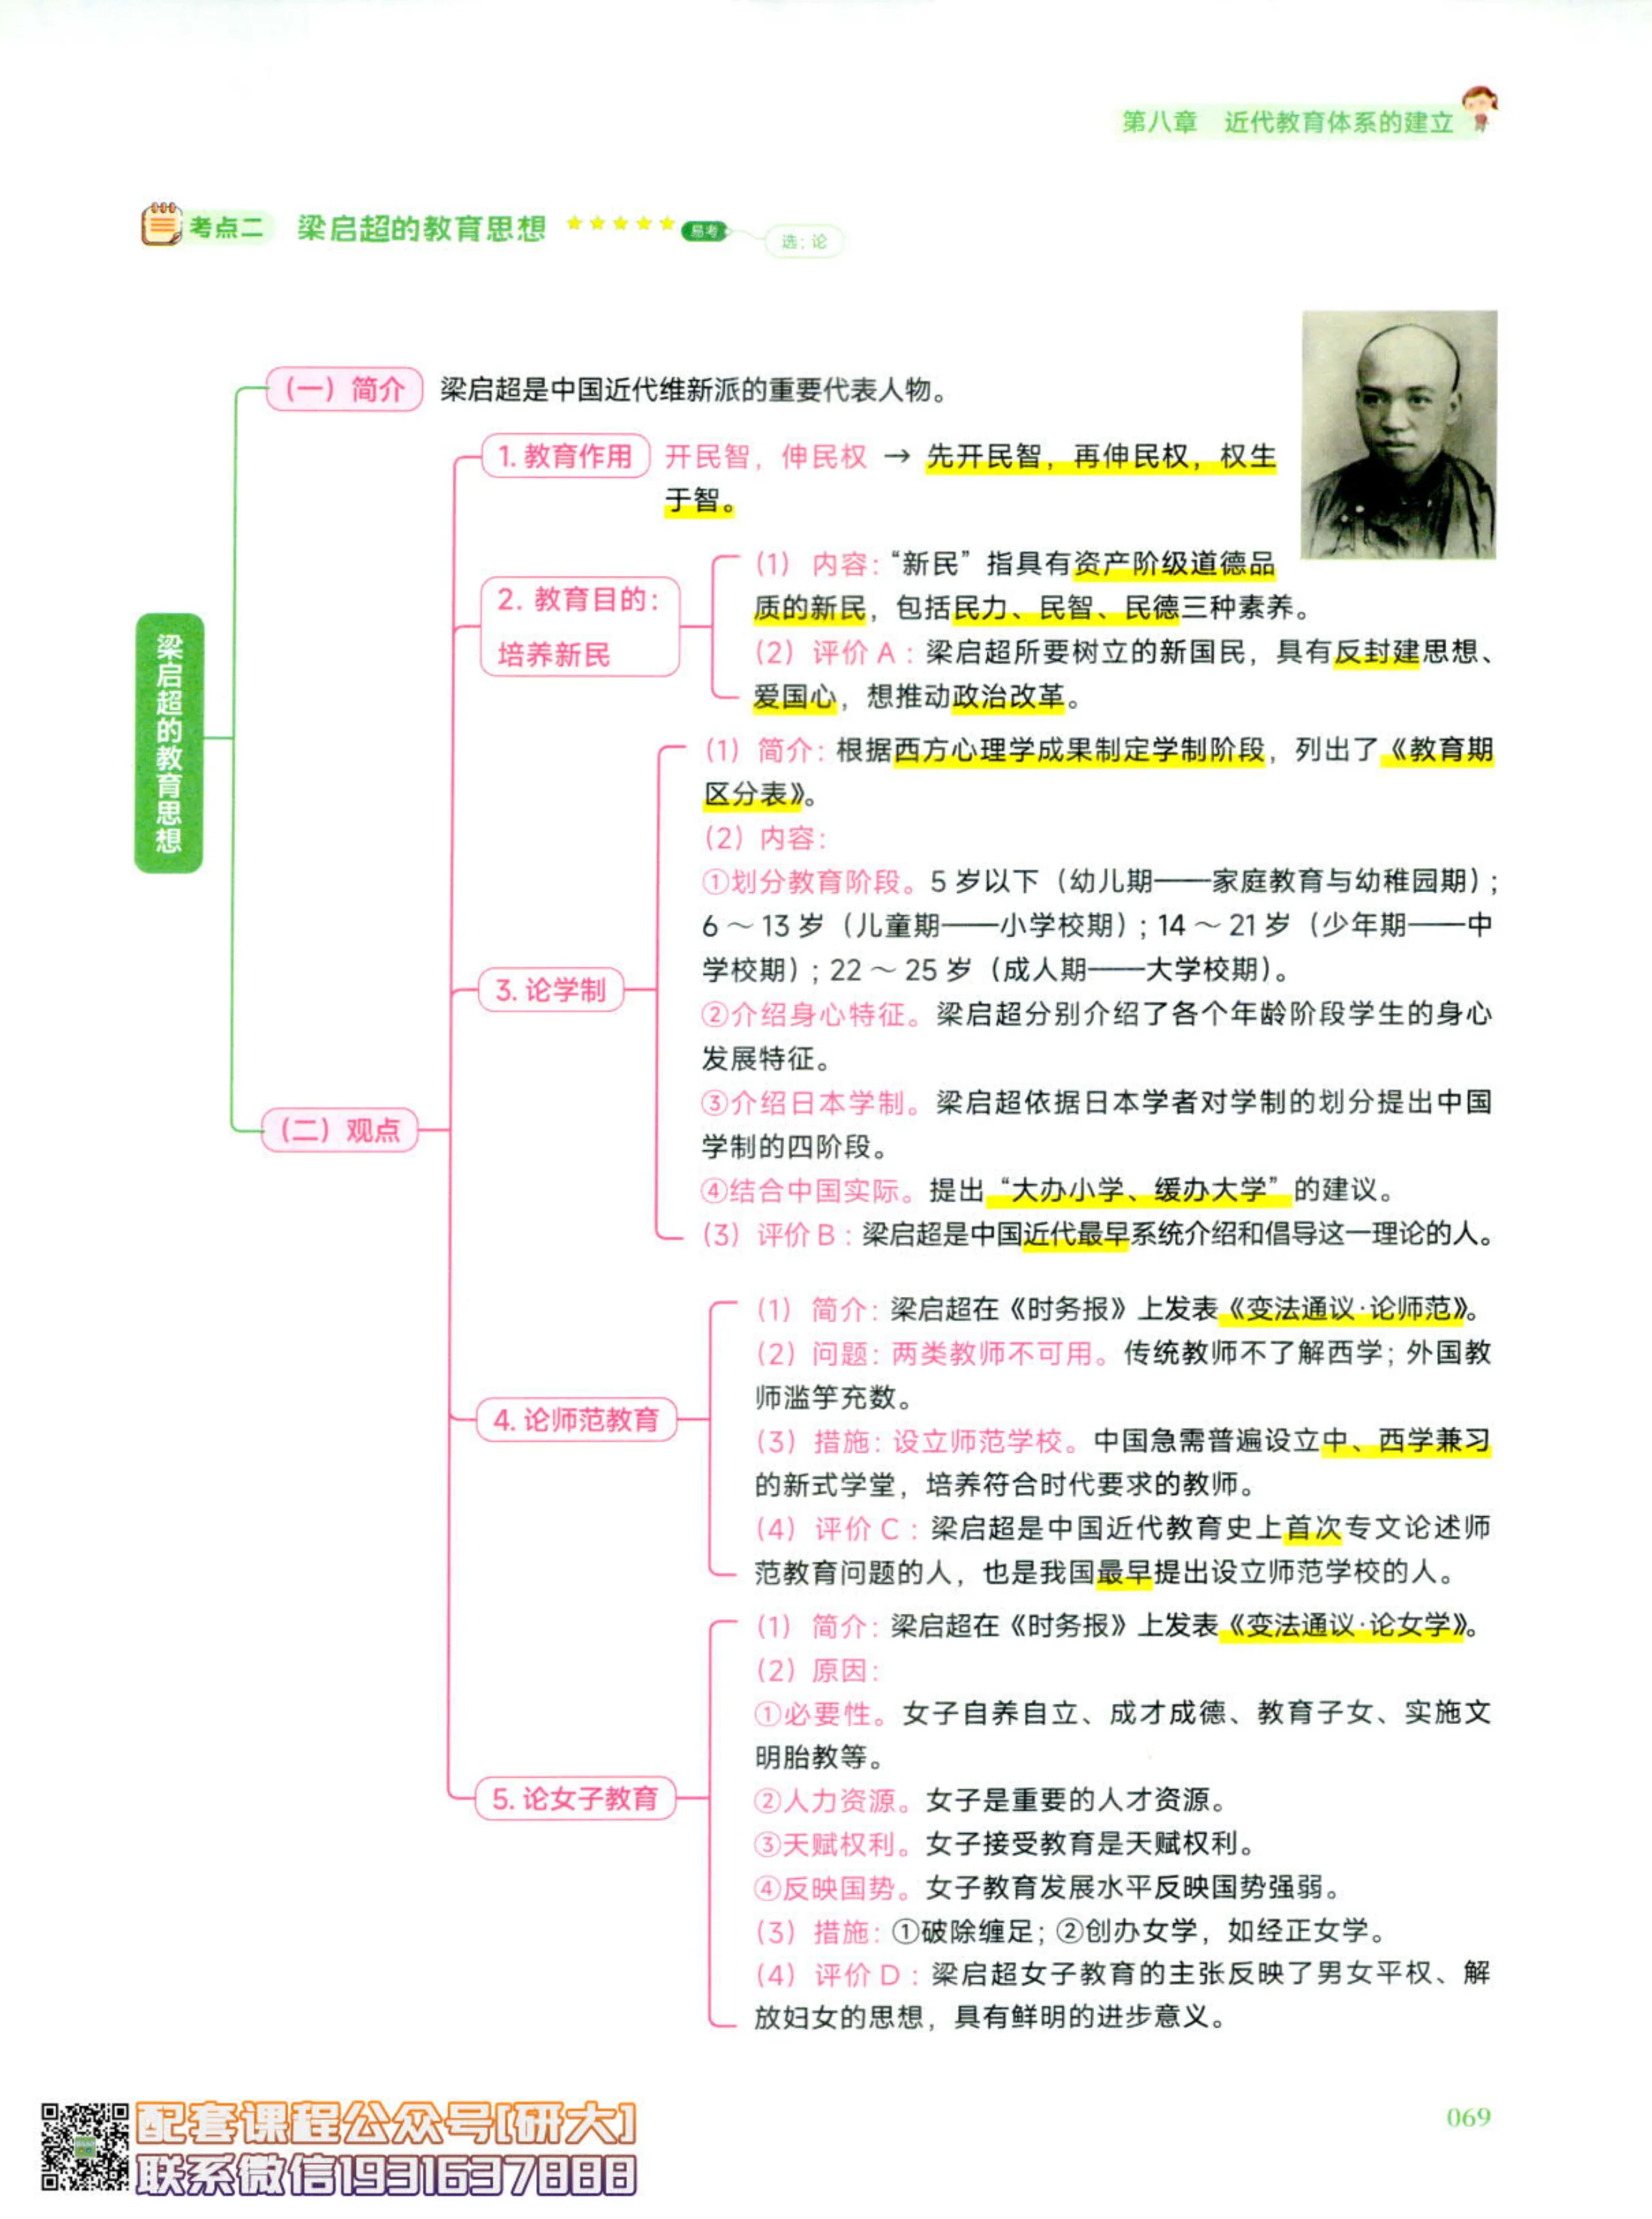 第八章 近代教育体系的建立
考点二 梁启超的教育思想 易考 选：论
梁启超的教育思想
（一）简介 梁启超是中国近代维新派的重要代表人物。
（二）观点
1. 教育作用 开民智，伸民权 → 先开民智，再伸民权，权生
于智。
2. 教育目的：
培养新民
（1）内容：“新民”指具有资产阶级道德品
质的新民，包括民力、民智、民德三种素养。
（2）评价 A：梁启超所要树立的新国民，具有反封建思想、
爱国心，想推动政治改革。
3. 论学制
（1）简介：根据西方心理学成果制定学制阶段，列出了《教育期
区分表》。
（2）内容：
①划分教育阶段。5 岁以下（幼儿期——家庭教育与幼稚园期）；
6～13 岁（儿童期——小学校期）；14～21 岁（少年期——中
学校期）；22～25 岁（成人期——大学校期）。
②介绍身心特征。梁启超分别介绍了各个年龄阶段学生的身心
发展特征。
③介绍日本学制。梁启超依据日本学者对学制的划分提出中国
学制的四阶段。
④结合中国实际。提出“大办小学、缓办大学”的建议。
（3）评价 B：梁启超是中国近代最早系统介绍和倡导这一理论的人。
4. 论师范教育
（1）简介：梁启超在《时务报》上发表《变法通议·论师范》。
（2）问题：两类教师不可用。传统教师不了解西学；外国教
师滥竽充数。
（3）措施：设立师范学校。中国急需普遍设立中、西学兼习
的新式学堂，培养符合时代要求的教师。
（4）评价 C：梁启超是中国近代教育史上首次专文论述师
范教育问题的人，也是我国最早提出设立师范学校的人。
5. 论女子教育
（1）简介：梁启超在《时务报》上发表《变法通议·论女学》。
（2）原因：
①必要性。女子自养自立、成才成德、教育子女、实施文
明胎教等。
②人力资源。女子是重要的人才资源。
③天赋权利。女子接受教育是天赋权利。
④反映国势。女子教育发展水平反映国势强弱。
（3）措施：①破除缠足；②创办女学，如经正女学。
（4）评价 D：梁启超女子教育的主张反映了男女平权、解
放妇女的思想，具有鲜明的进步意义。
配套课程公众号[研大]
联系微信1931637888
069